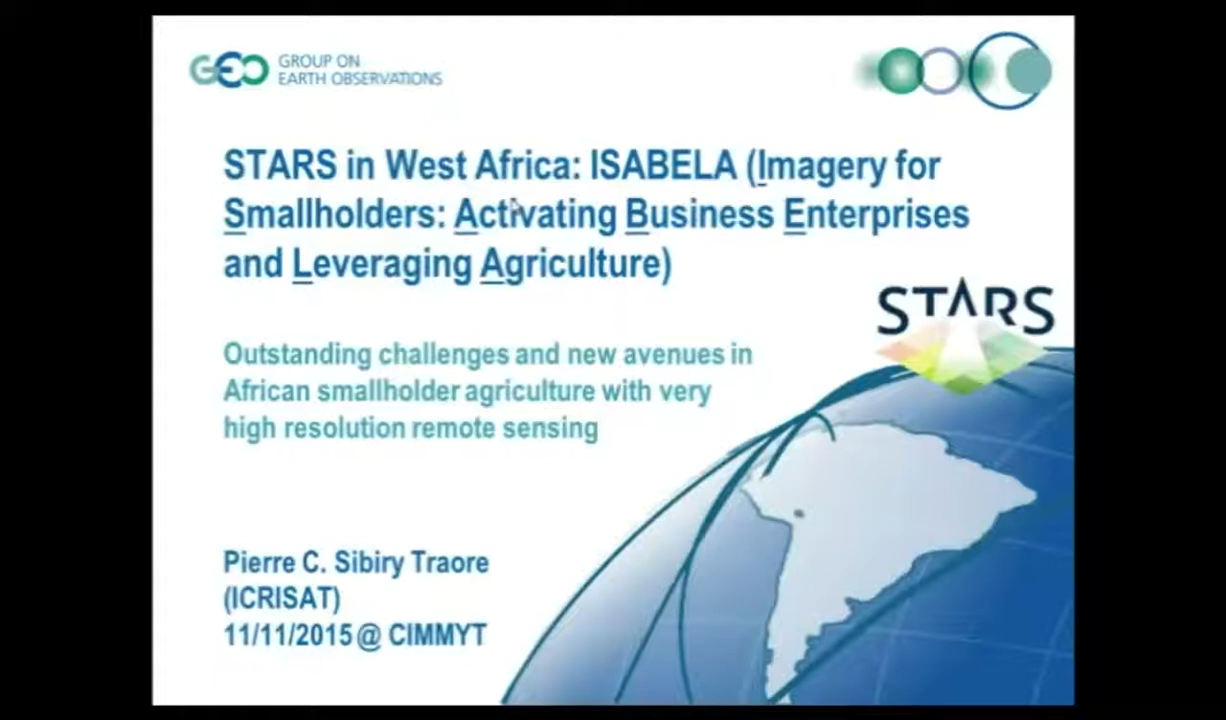 GEO GROUP ON
EARTH OBSERVATIONS
STARS in West Africa: ISABELA (Imagery for
Smallholders: Activating Business Enterprises
and Leveraging Agriculture)
STARS
Outstanding challenges and new avenues in
African smallholder agriculture with very
high resolution remote sensing
Pierre C. Sibiry Traore
(ICRISAT)
11/11/2015 @ CIMMYT